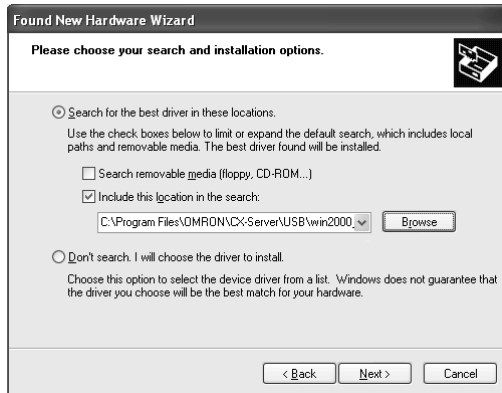 Found New Hardware Wizard
Please choose your search and installation options.
Search for the best driver in these locations.
Use the check boxes below to limit or expand the default search, which includes local
paths and removable media. The best driver found will be installed.
Search removable media (floppy, CD-ROM...)
Include this location in the search:
C:\Program Files\OMRON\CX-Server\USB\win2000_
Browse
Don't search. I will choose the driver to install.
Choose this option to select the device driver from a list. Windows does not guarantee that
the driver you choose will be the best match for your hardware.
< Back Next > Cancel